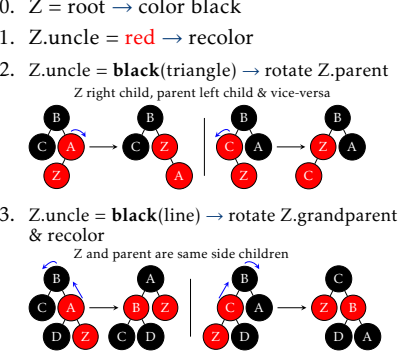 0. Z = root → color black
1. Z.uncle = red → recolor
2. Z.uncle = black(triangle) → rotate Z.parent
Z right child, parent left child & vice-versa
B B B B
C A C Z C A Z A
Z A Z C
3. Z.uncle = black(line) → rotate Z.grandparent
& recolor
Z and parent are same side children
B A B C
C A B Z C A Z B
D Z C D Z D D A